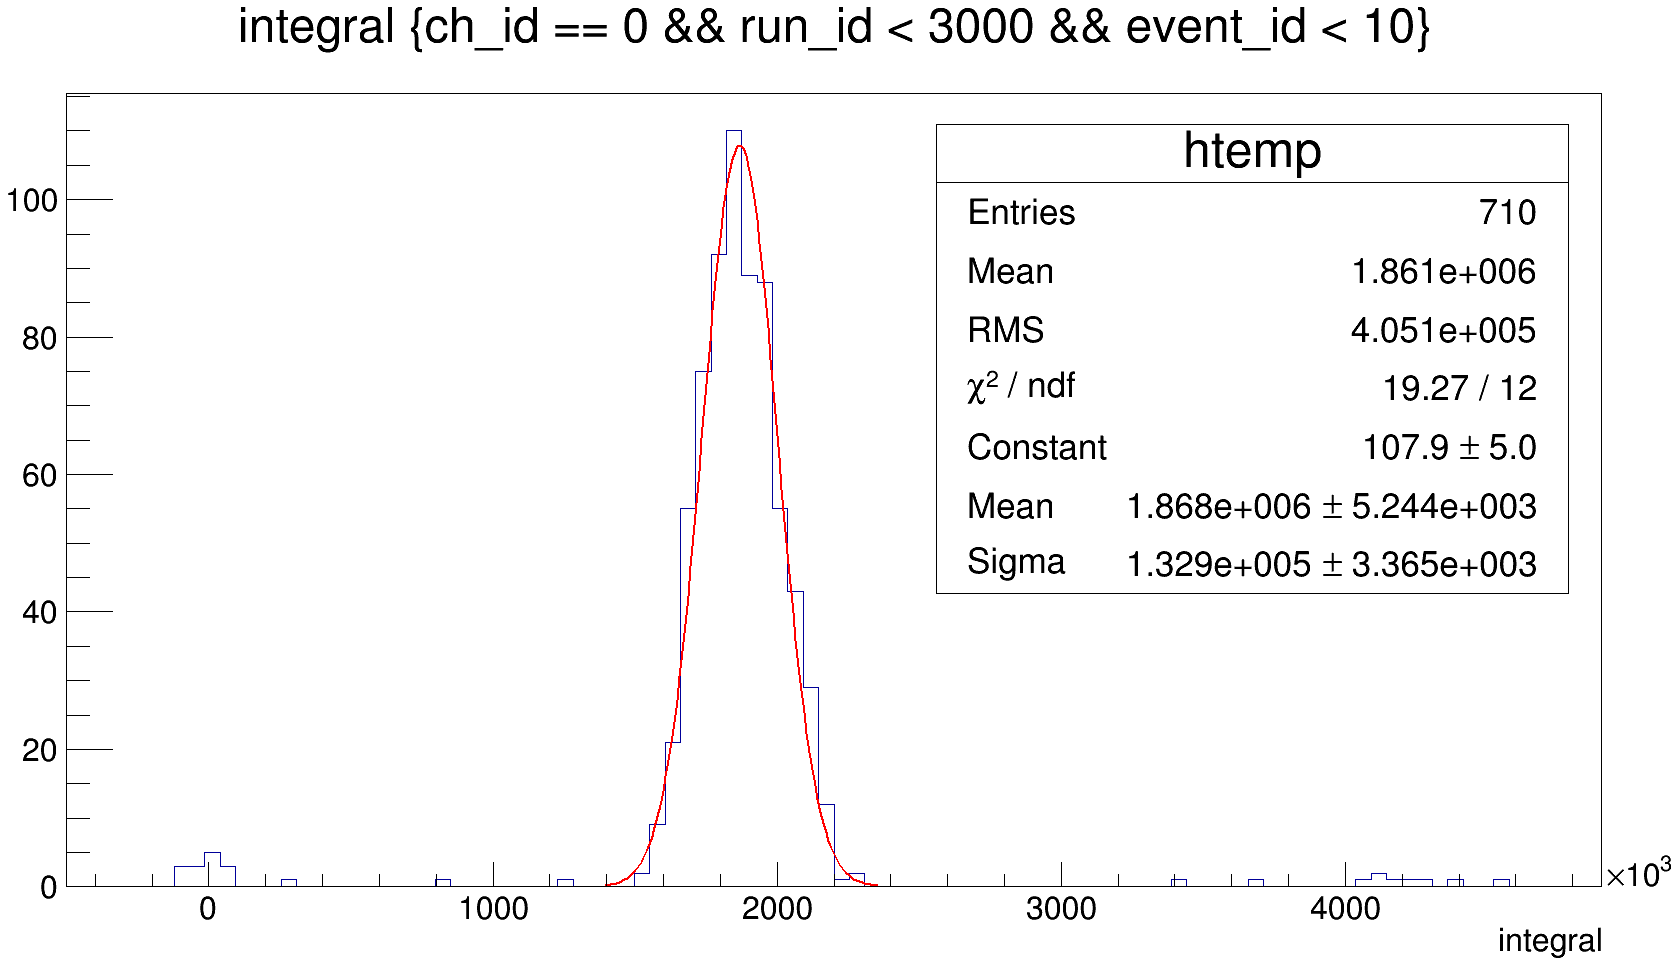 integral {ch_id == 0 && run_id < 3000 && event_id < 10}
htemp
Entries 710
Mean 1.861e+006
RMS 4.051e+005
χ² / ndf 19.27 / 12
Constant 107.9 ± 5.0
Mean 1.868e+006 ± 5.244e+003
Sigma 1.329e+005 ± 3.365e+003
100
80
60
40
20
0
0 1000 2000 3000 4000
×10³
integral